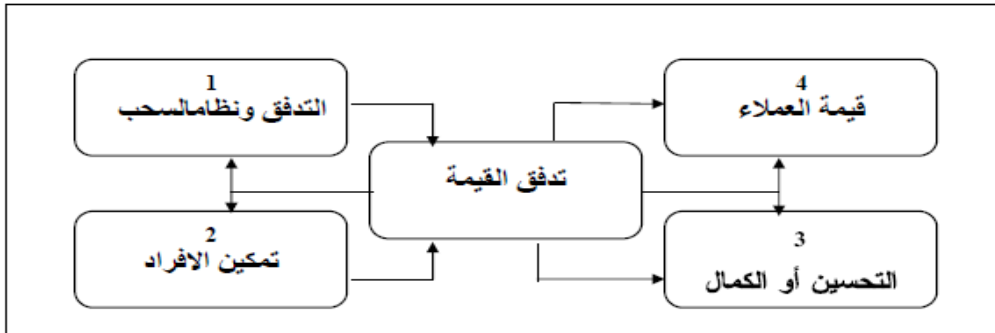 1
التدفق ونظامالسحب
4
قيمة العملاء
تدفق القيمة
2
تمكين الافراد
3
التحسين أو الكمال